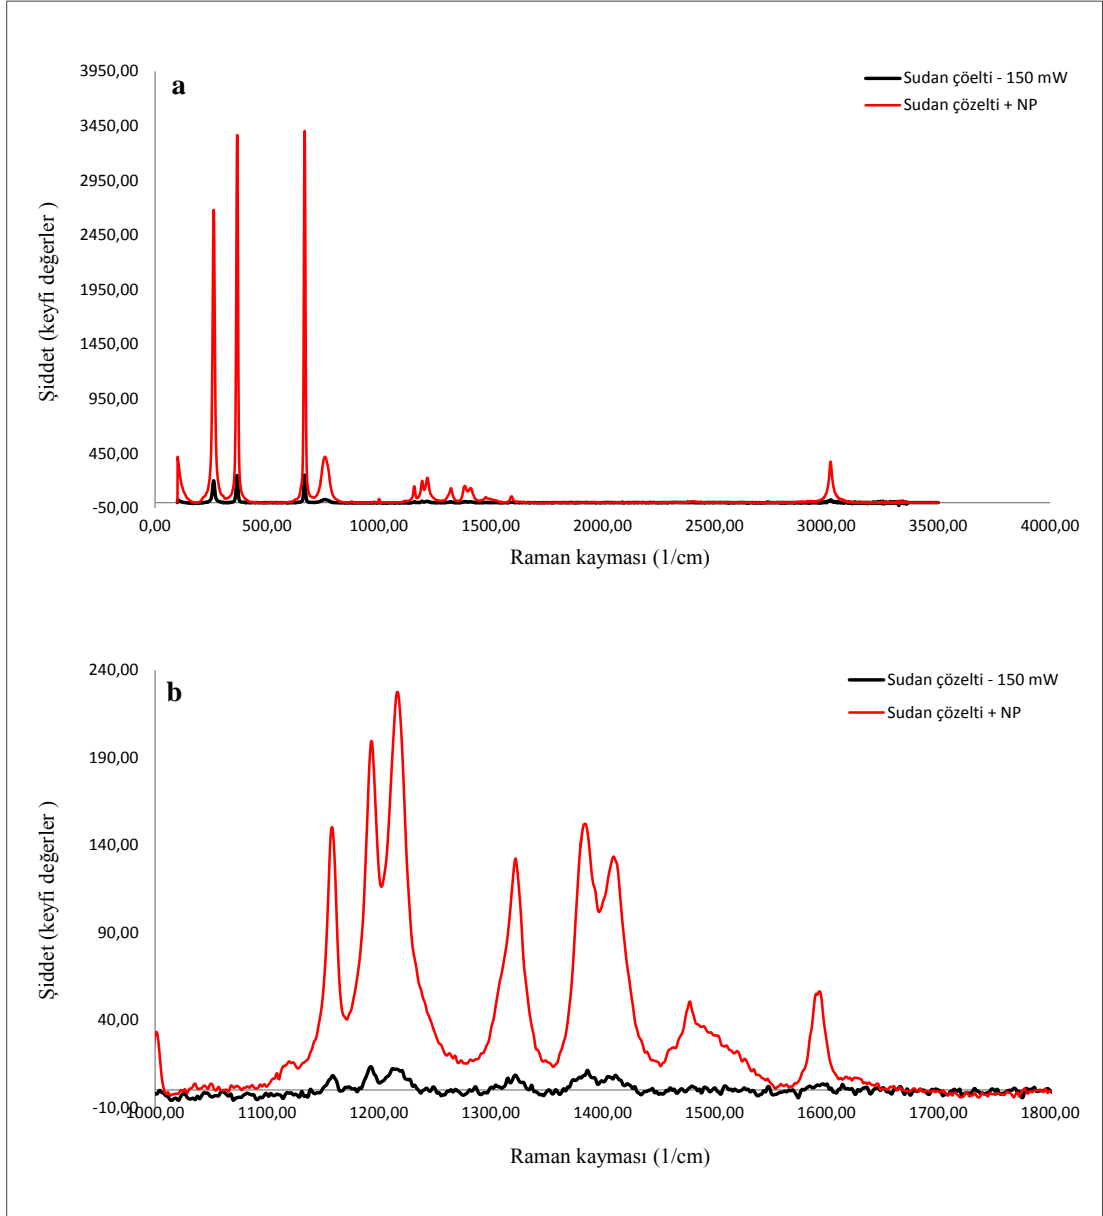 a
Sudan çöelti - 150 mW
Sudan çözelti + NP
Şiddet (keyfi değerler )
3950,00
3450,00
2950,00
2450,00
1950,00
1450,00
950,00
450,00
-50,00
0,00 500,00 1000,00 1500,00 2000,00 2500,00 3000,00 3500,00 4000,00
Raman kayması (1/cm)
b
Sudan çözelti - 150 mW
Sudan çözelti + NP
Şiddet (keyfi değerler )
240,00
190,00
140,00
90,00
40,00
-10,00
1000,00 1100,00 1200,00 1300,00 1400,00 1500,00 1600,00 1700,00 1800,00
Raman kayması (1/cm)